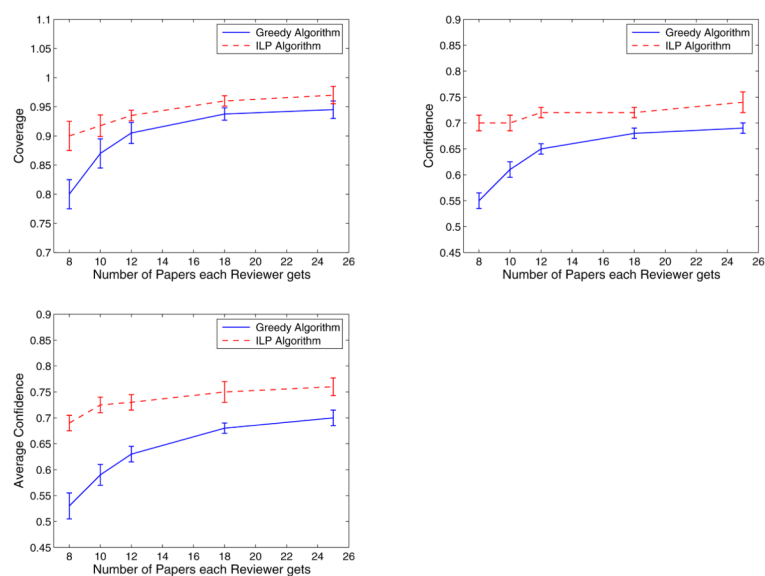 1.1
1.05
1
0.95
0.9
0.85
0.8
0.75
0.7
Coverage
Greedy Algorithm
ILP Algorithm
8 10 12 14 16 18 20 22 24 26
Number of Papers each Reviewer gets
0.9
0.85
0.8
0.75
0.7
0.65
0.6
0.55
0.5
0.45
Confidence
Greedy Algorithm
ILP Algorithm
8 10 12 14 16 18 20 22 24 26
Number of Papers each Reviewer gets
0.9
0.85
0.8
0.75
0.7
0.65
0.6
0.55
0.5
0.45
Average Confidence
Greedy Algorithm
ILP Algorithm
8 10 12 14 16 18 20 22 24 26
Number of Papers each Reviewer gets